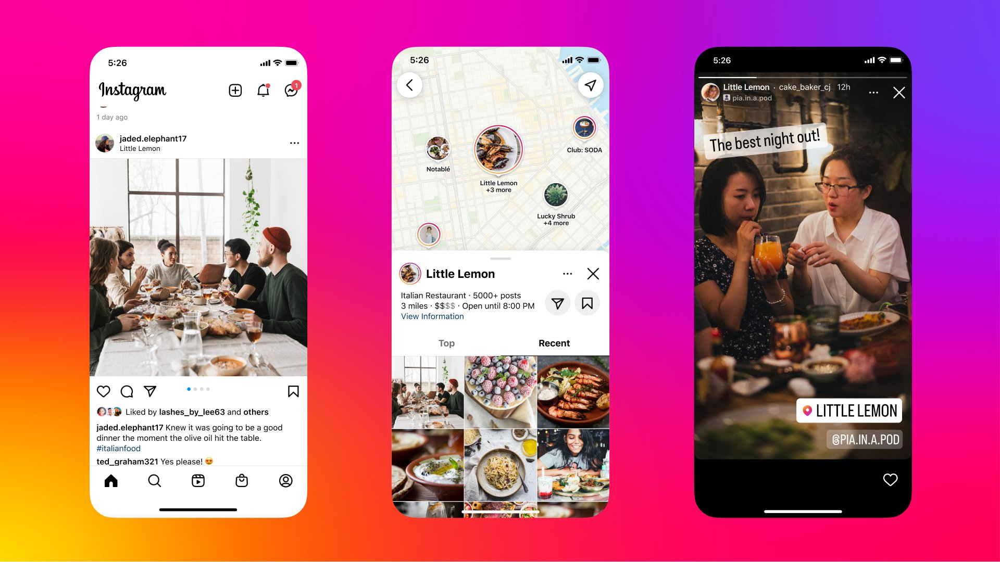 5:26
Instagram
1
1 day ago
jaded.elephant17
Little Lemon
Liked by lashes_by_lee63 and others
jaded.elephant17 Knew it was going to be a good
dinner the moment the olive oil hit the table.
#italianfood
ted_graham321 Yes please! 😍
5:26
Club: SODA
Notablé
Little Lemon
+3 more
Lucky Shrub
+4 more
Little Lemon
Italian Restaurant · 5000+ posts
3 miles · $$$$ · Open until 8:00 PM
View Information
Top
Recent
5:26
Little Lemon · cake_baker_cj 12h
pia.in.a.pod
The best night out!
LITTLE LEMON
@PIA.IN.A.POD